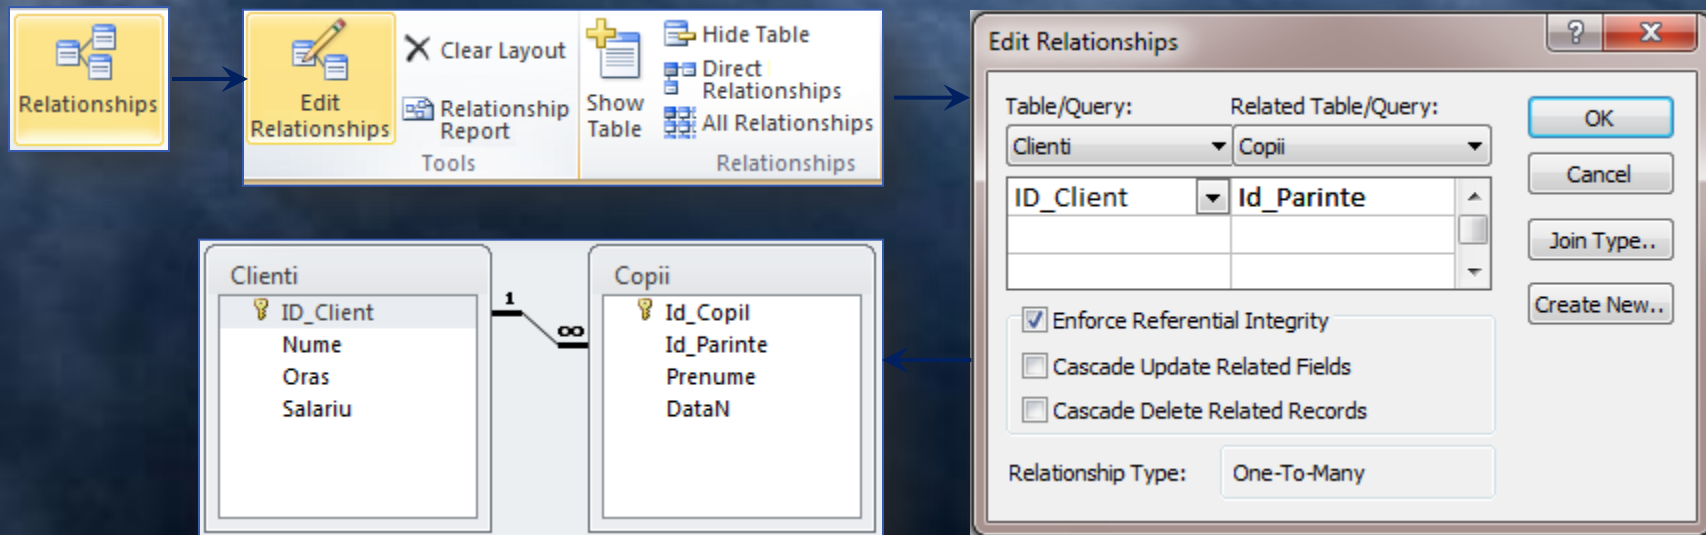 Relationships
Edit
Relationships
Clear Layout
Relationship
Report
Tools
Show
Table
Hide Table
Direct
Relationships
All Relationships
Relationships
Edit Relationships
?
X
Table/Query:
Related Table/Query:
Clienti
Copii
ID_Client
Id_Parinte
Enforce Referential Integrity
Cascade Update Related Fields
Cascade Delete Related Records
Relationship Type:
One-To-Many
OK
Cancel
Join Type..
Create New..
Clienti
ID_Client
Nume
Oras
Salariu
1
∞
Copii
Id_Copil
Id_Parinte
Prenume
DataN